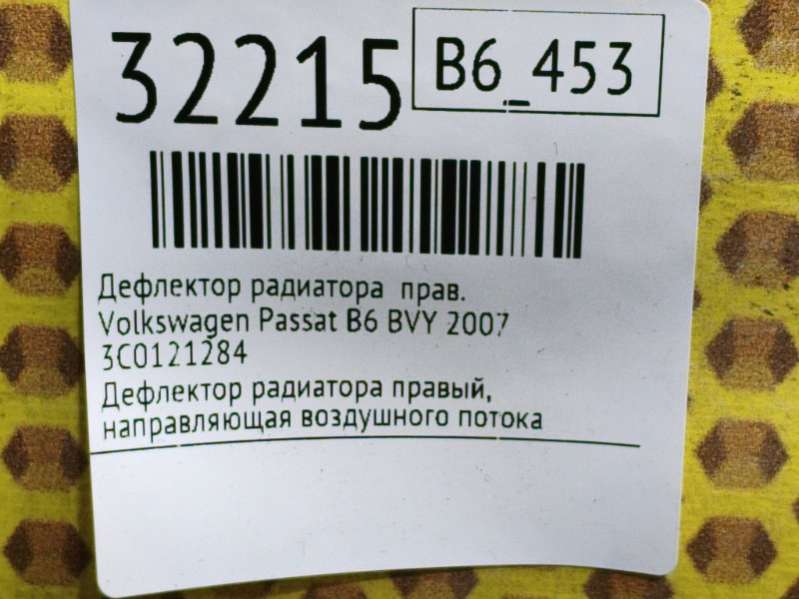 32215
B6_453
Дефлектор радиатора прав.
Volkswagen Passat B6 BVY 2007
3C0121284
Дефлектор радиатора правый,
направляющая воздушного потока